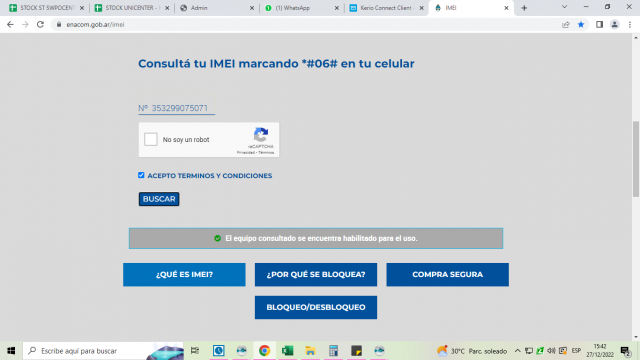 STOCK ST SWPOCENT
STOCK UNICENTER -
Admin
(1) WhatsApp
Kerio Connect Client
IMEI
enacom.gob.ar/imei
Consultá tu IMEI marcando *#06# en tu celular
Nº 353299075071
No soy un robot
reCAPTCHA
Privacidad - Términos
ACEPTO TERMINOS Y CONDICIONES
BUSCAR
El equipo consultado se encuentra habilitado para el uso.
¿QUÉ ES IMEI?
¿POR QUÉ SE BLOQUEA?
COMPRA SEGURA
BLOQUEO/DESBLOQUEO
Escribe aquí para buscar
30°C Parc. soleado
ESP
15:42
27/12/2022